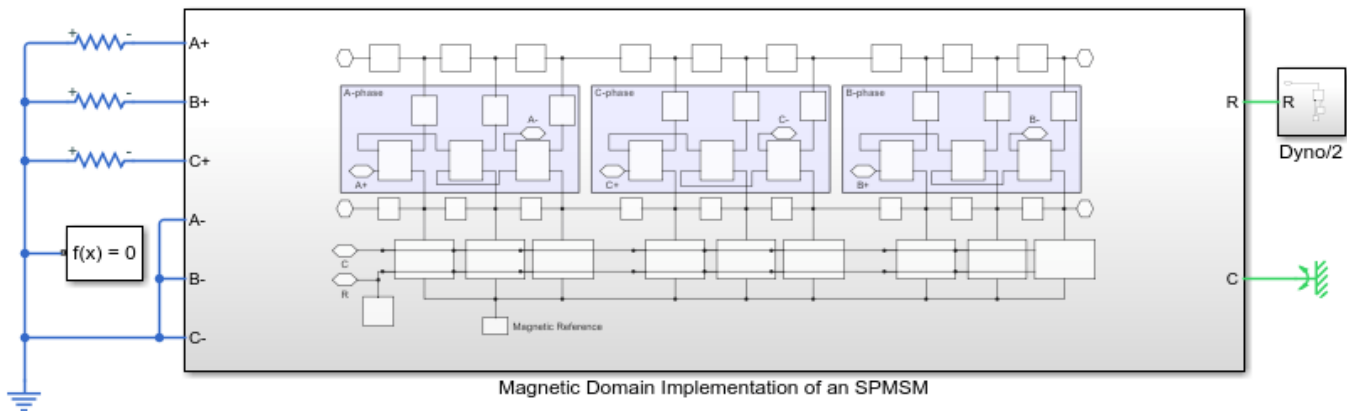 + -
A+
+ -
B+
+ -
C+
A-
f(x) = 0
B-
C-
A-phase
C-phase
B-phase
A-
A+
C-
C+
B-
B+
C
R
Magnetic Reference
R
R
Dyno/2
C
Magnetic Domain Implementation of an SPMSM